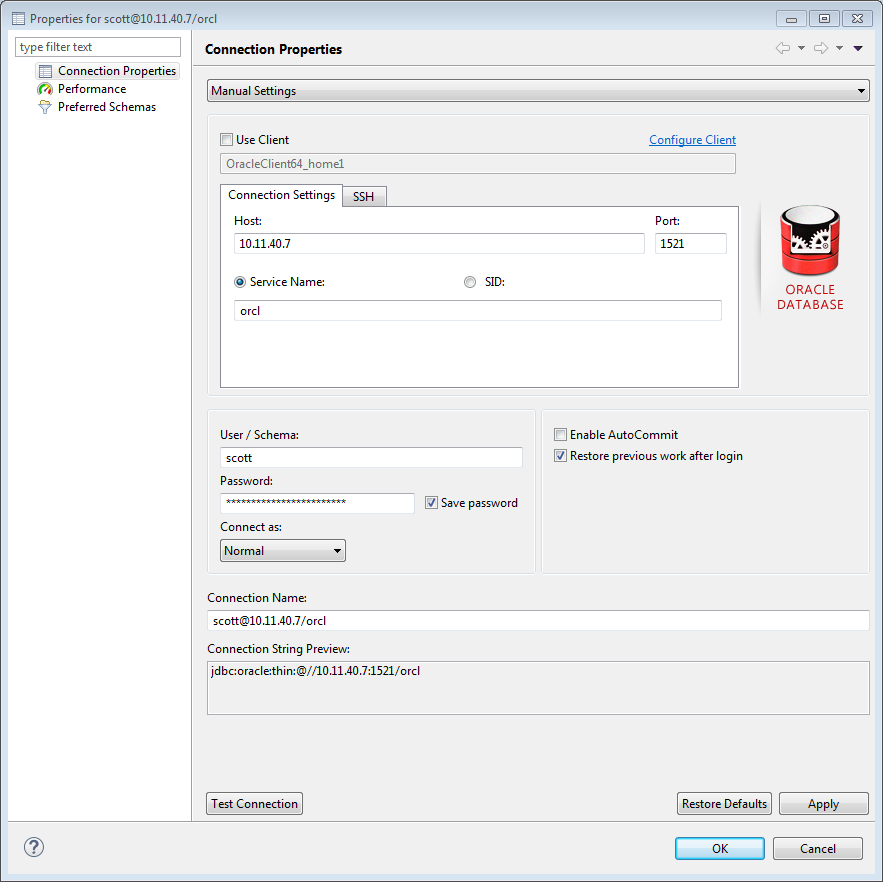 Properties for scott@10.11.40.7/orcl
type filter text
Connection Properties
Performance
Preferred Schemas
Connection Properties
Manual Settings
Use Client
Configure Client
OracleClient64_home1
Connection Settings
SSH
Host:
Port:
10.11.40.7
1521
Service Name:
SID:
orcl
ORACLE
DATABASE
User / Schema:
scott
Password:
************************
Save password
Connect as:
Normal
Enable AutoCommit
Restore previous work after login
Connection Name:
scott@10.11.40.7/orcl
Connection String Preview:
jdbc:oracle:thin:@//10.11.40.7:1521/orcl
Test Connection
Restore Defaults
Apply
?
OK
Cancel